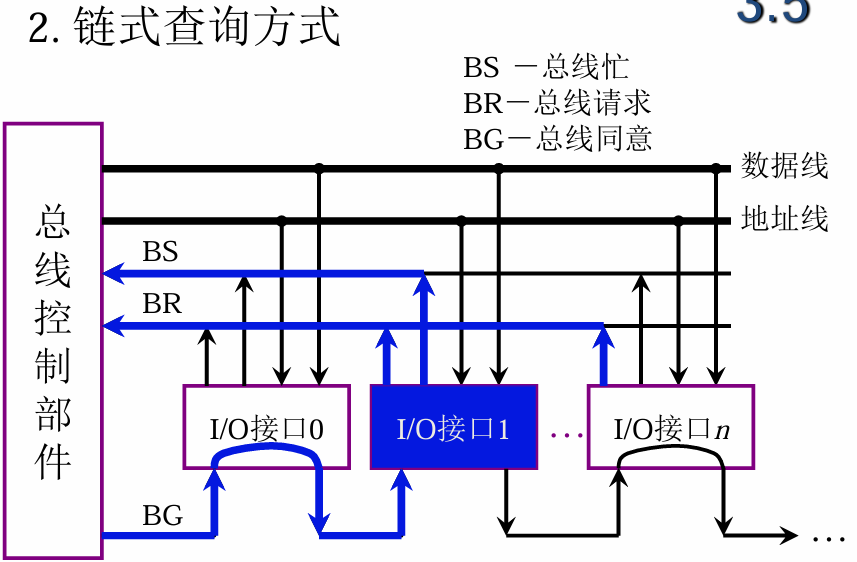 2. 链式查询方式
3.5
BS －总线忙
BR－总线请求
BG－总线同意
数据线
地址线
总线控制部件
BS
BR
I/O接口0
I/O接口1
…
I/O接口n
BG
…